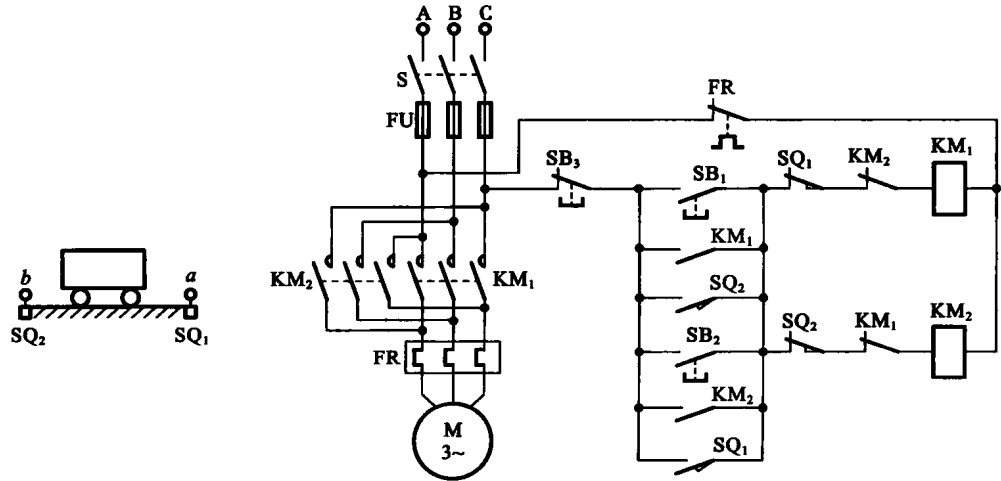 A B C
S
FU
FR
SB₃
SB₁
SQ₁
KM₂
KM₁
KM₁
SQ₂
KM₂
KM₁
b
a
SQ₂
SQ₁
SB₂
SQ₂
KM₁
KM₂
FR
KM₂
M
3~
SQ₁